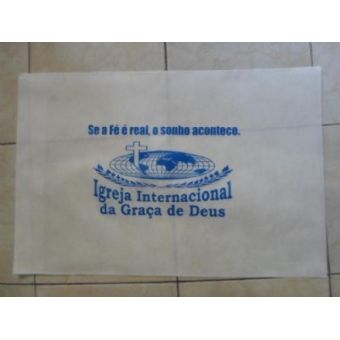 Se a Fé é real, o sonho acontece.
Igreja Internacional
da Graça de Deus